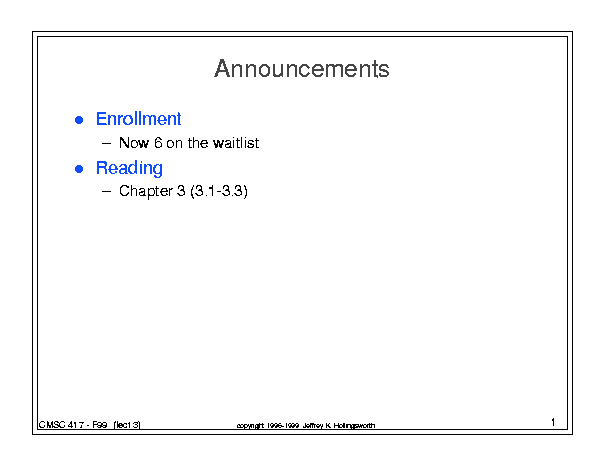 Announcements
● Enrollment
– Now 6 on the waitlist
● Reading
– Chapter 3 (3.1-3.3)
CMSC 417 - F99 (lect 3)
copyright 1996-1999 Jeffrey K. Hollingsworth
1